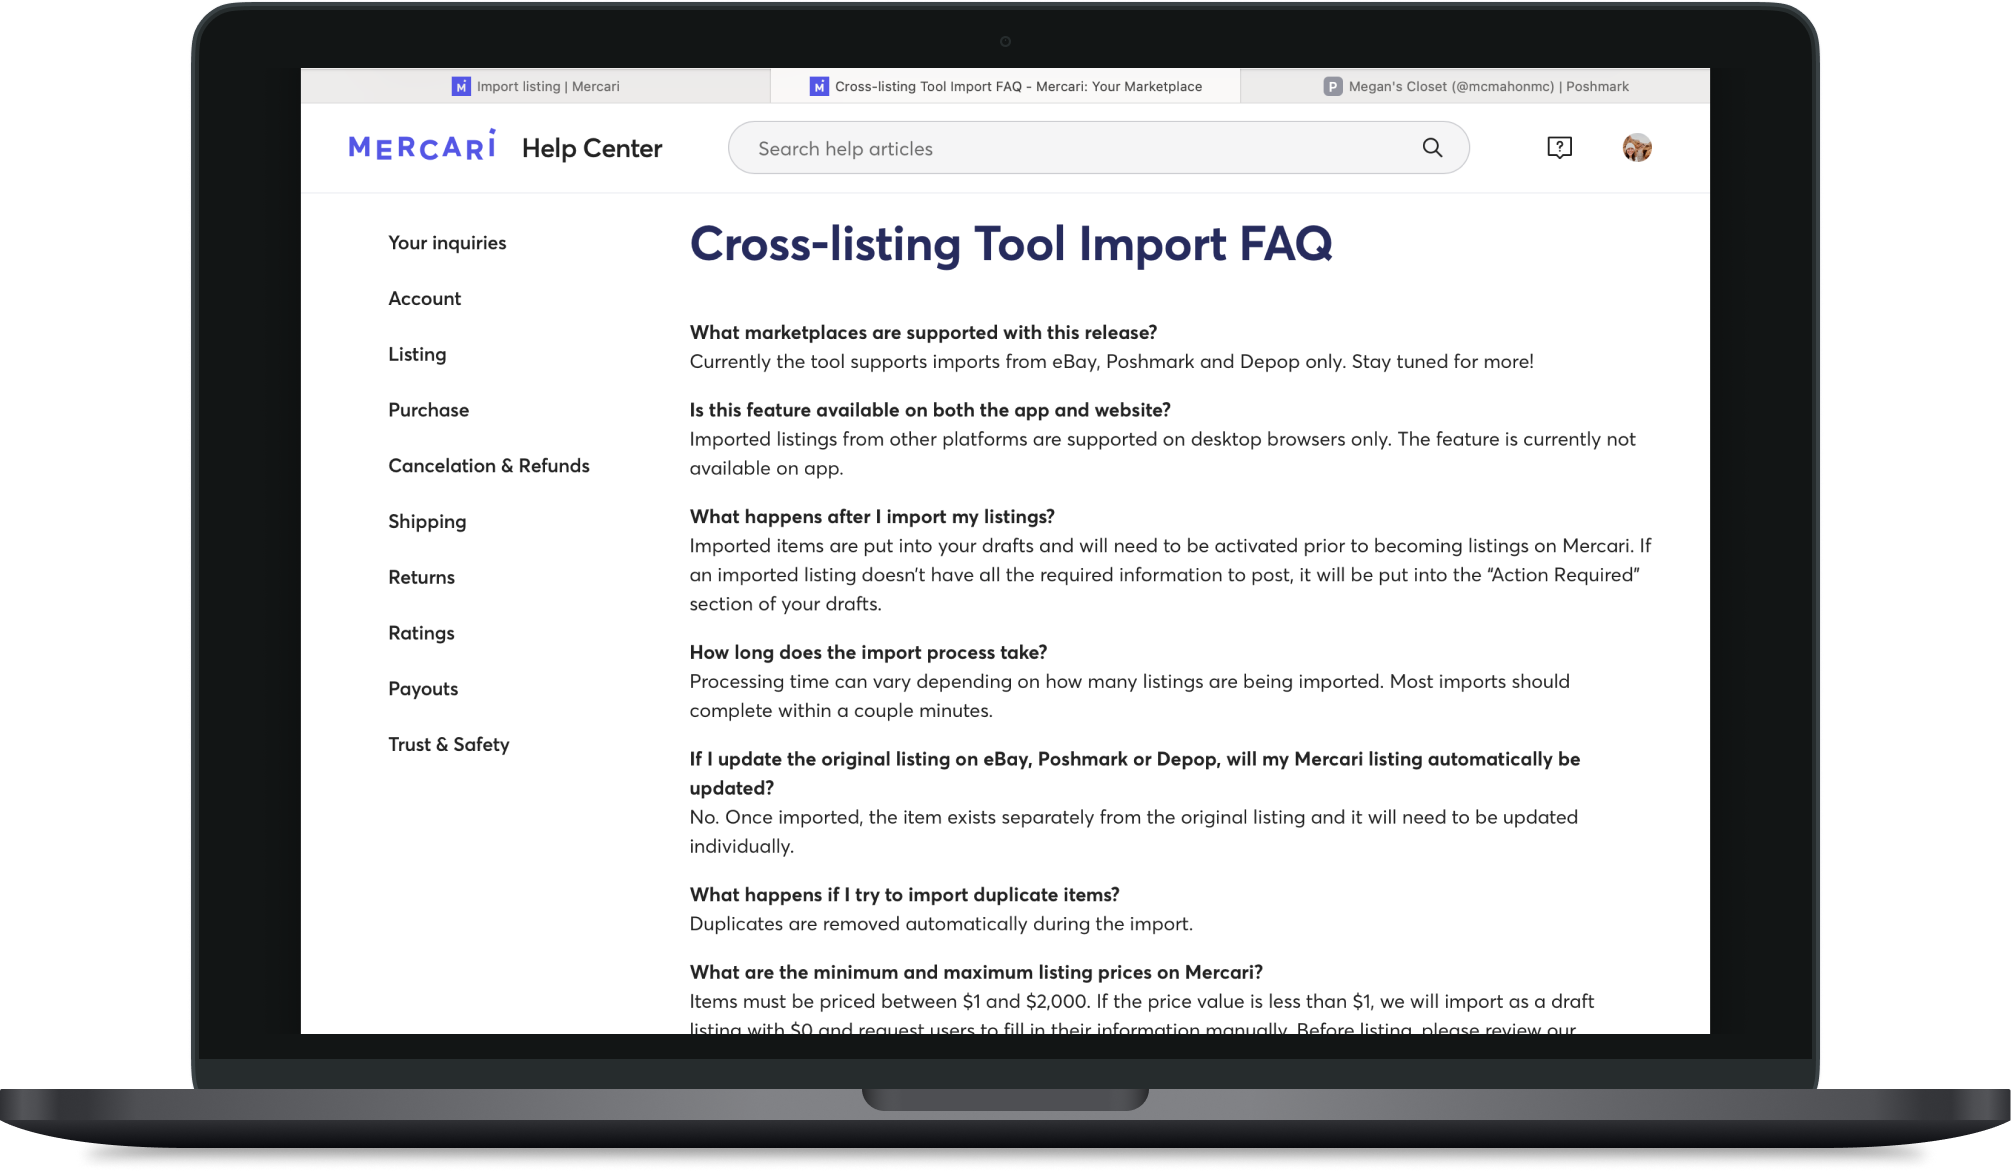 Import listing | Mercari
Cross-listing Tool Import FAQ - Mercari: Your Marketplace
P Megan's Closet (@mcmahonmc) | Poshmark
MERCARI Help Center
Search help articles
?
Your inquiries
Account
Listing
Purchase
Cancelation & Refunds
Shipping
Returns
Ratings
Payouts
Trust & Safety
Cross-listing Tool Import FAQ
What marketplaces are supported with this release?
Currently the tool supports imports from eBay, Poshmark and Depop only. Stay tuned for more!
Is this feature available on both the app and website?
Imported listings from other platforms are supported on desktop browsers only. The feature is currently not
available on app.
What happens after I import my listings?
Imported items are put into your drafts and will need to be activated prior to becoming listings on Mercari. If
an imported listing doesn’t have all the required information to post, it will be put into the “Action Required”
section of your drafts.
How long does the import process take?
Processing time can vary depending on how many listings are being imported. Most imports should
complete within a couple minutes.
If I update the original listing on eBay, Poshmark or Depop, will my Mercari listing automatically be
updated?
No. Once imported, the item exists separately from the original listing and it will need to be updated
individually.
What happens if I try to import duplicate items?
Duplicates are removed automatically during the import.
What are the minimum and maximum listing prices on Mercari?
Items must be priced between $1 and $2,000. If the price value is less than $1, we will import as a draft
listing with $0 and request users to fill in their information manually. Before listing, please review our